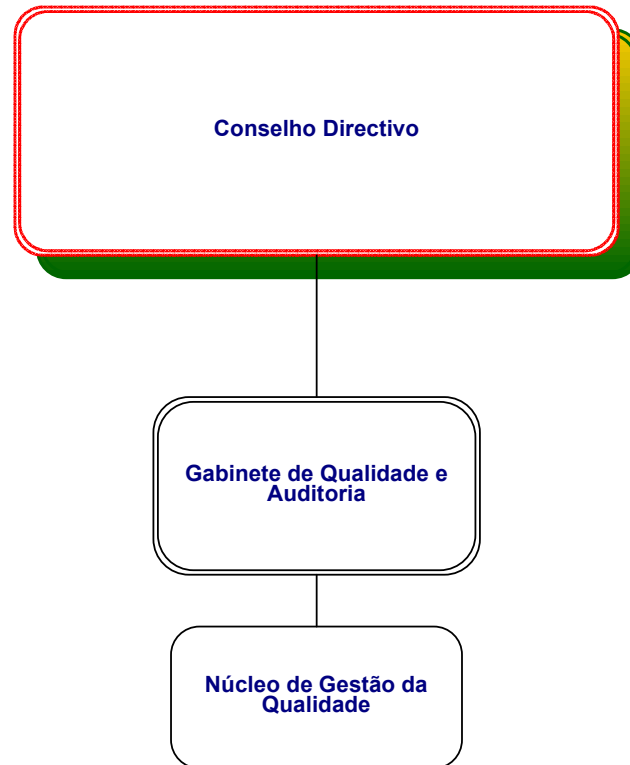 Conselho Directivo
Gabinete de Qualidade e
Auditoria
Núcleo de Gestão da
Qualidade